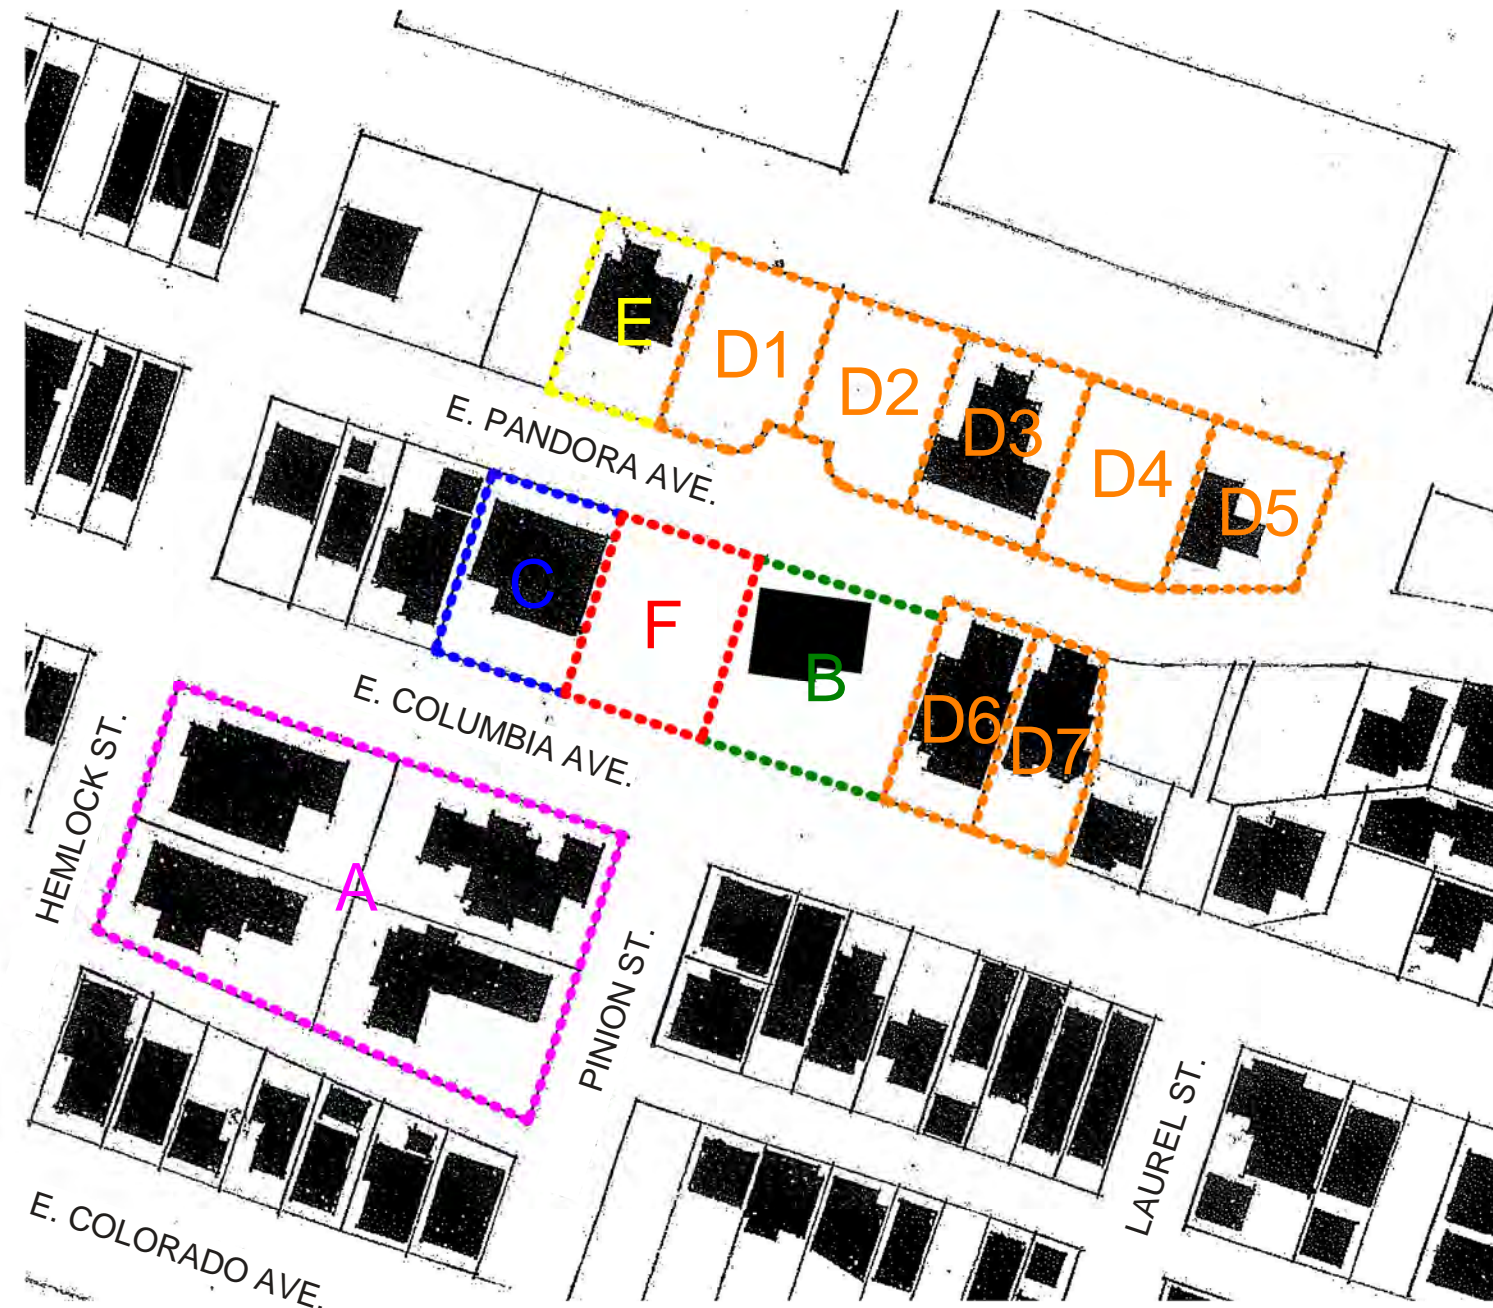 E
D1
D2
D3
D4
D5
E. PANDORA AVE.
C
F
B
D6
D7
E. COLUMBIA AVE.
HEMLOCK ST.
A
PINION ST.
LAUREL ST.
E. COLORADO AVE.